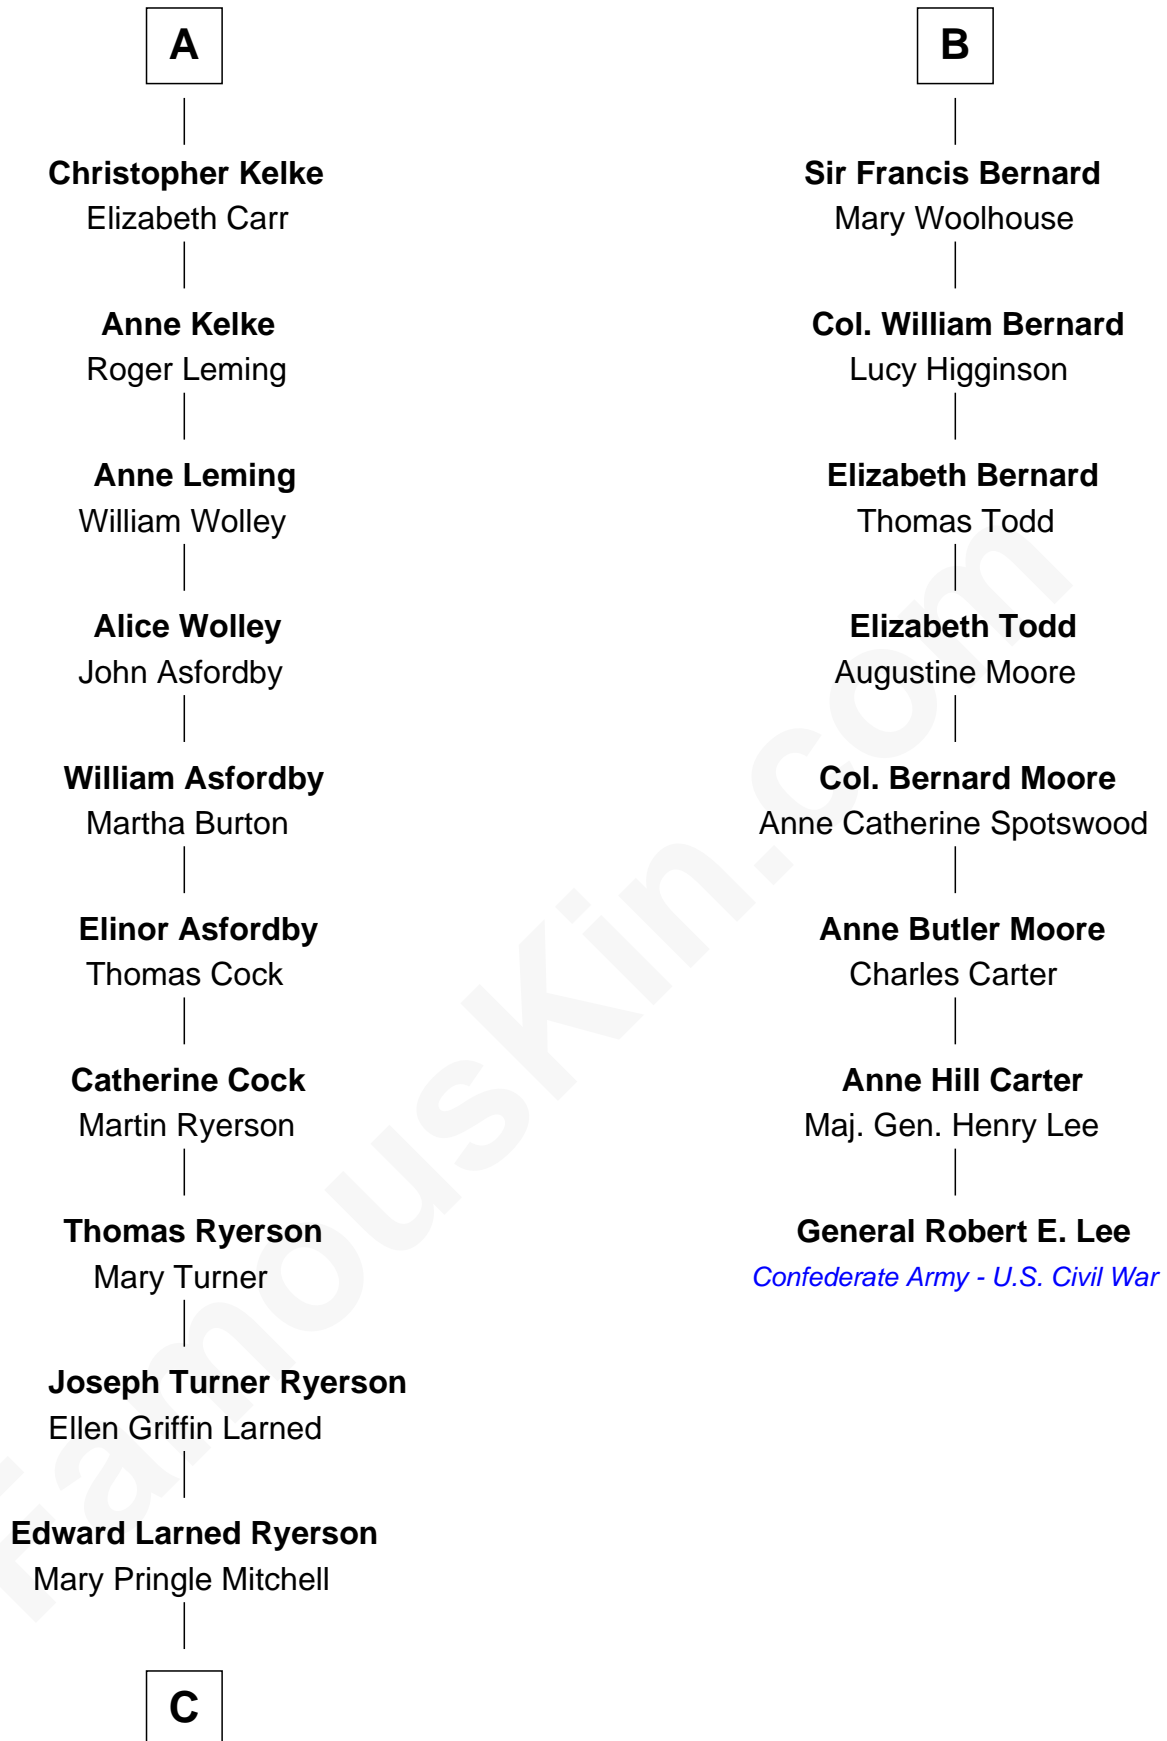 A
Christopher Kelke
Elizabeth Carr
Anne Kelke
Roger Leming
Anne Leming
William Wolley
Alice Wolley
John Asfordby
William Asfordby
Martha Burton
Elinor Asfordby
Thomas Cock
Catherine Cock
Martin Ryerson
Thomas Ryerson
Mary Turner
Joseph Turner Ryerson
Ellen Griffin Larned
Edward Larned Ryerson
Mary Pringle Mitchell
C
B
Sir Francis Bernard
Mary Woolhouse
Col. William Bernard
Lucy Higginson
Elizabeth Bernard
Thomas Todd
Elizabeth Todd
Augustine Moore
Col. Bernard Moore
Anne Catherine Spotswood
Anne Butler Moore
Charles Carter
Anne Hill Carter
Maj. Gen. Henry Lee
General Robert E. Lee
Confederate Army - U.S. Civil War
FamousKin.com